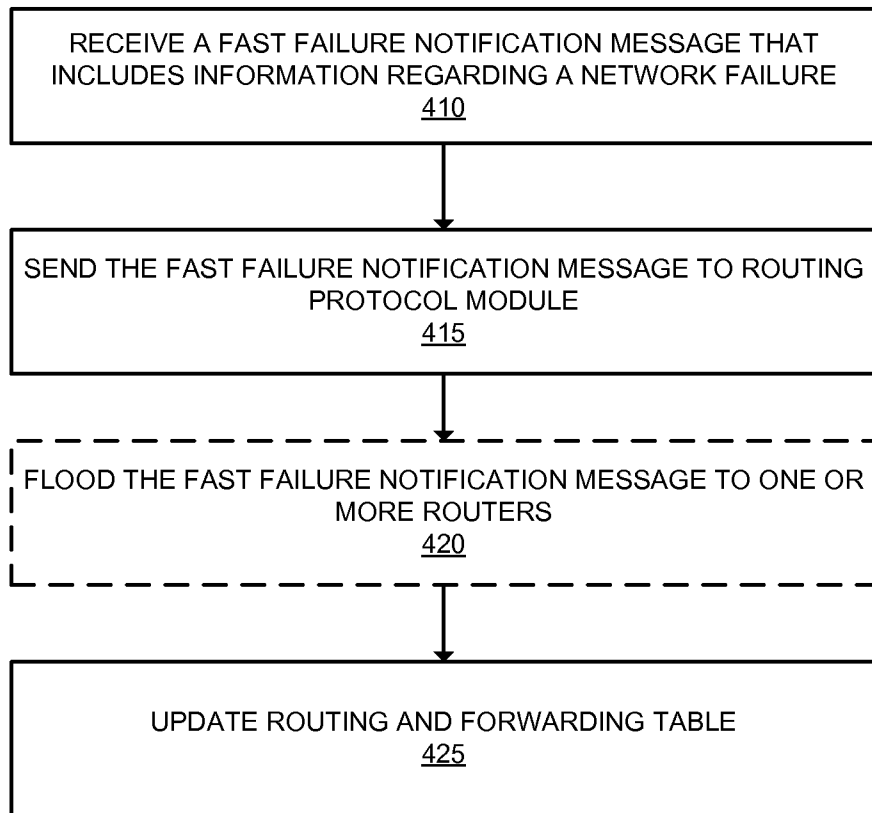 RECEIVE A FAST FAILURE NOTIFICATION MESSAGE THAT
INCLUDES INFORMATION REGARDING A NETWORK FAILURE
410
SEND THE FAST FAILURE NOTIFICATION MESSAGE TO ROUTING
PROTOCOL MODULE
415
FLOOD THE FAST FAILURE NOTIFICATION MESSAGE TO ONE OR
MORE ROUTERS
420
UPDATE ROUTING AND FORWARDING TABLE
425